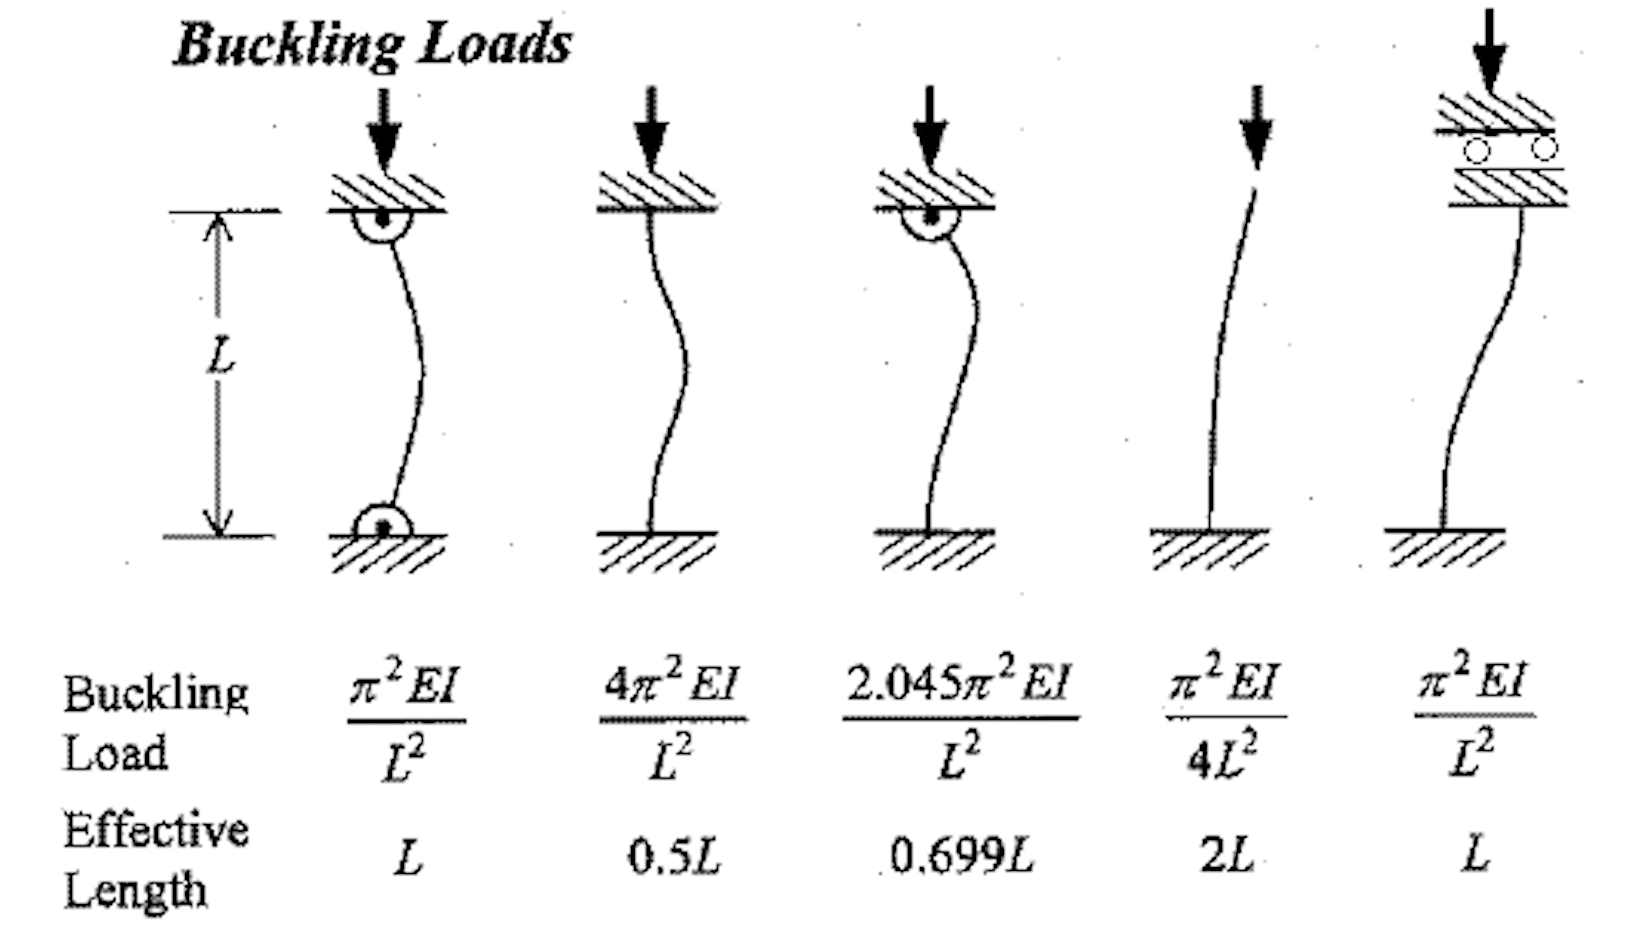 Buckling Loads
L
Buckling Load π²EI/L² 4π²EI/L² 2.045π²EI/L² π²EI/4L² π²EI/L²
Effective Length L 0.5L 0.699L 2L L